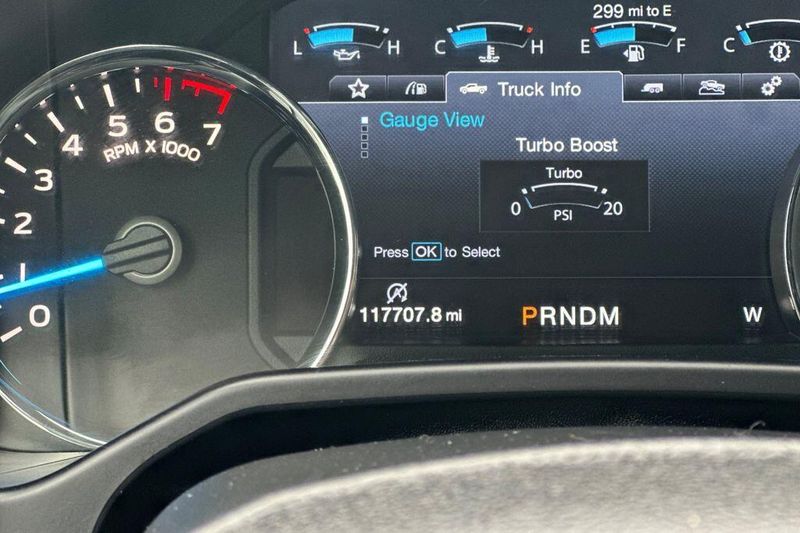 299 mi to E
L H
C H
E F
C
Truck Info
Gauge View
Turbo Boost
Turbo
0 PSI 20
Press OK to Select
117707.8 mi
PRNDM
W
7
6
5
4
3
2
1
0
RPM X 1000